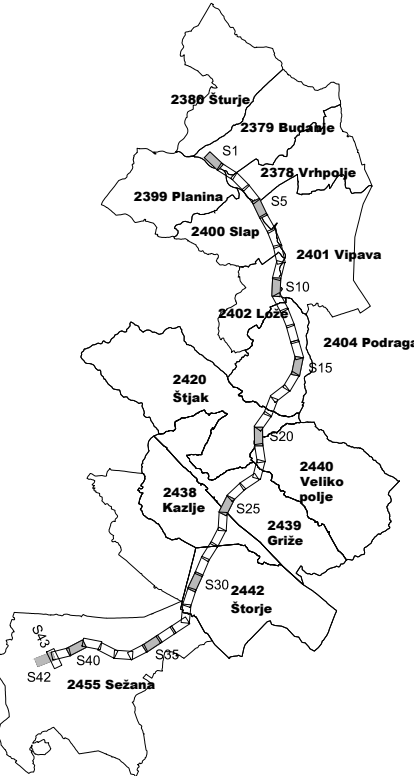 2380 Šturje
2379 Budanje
S1
2378 Vrhpolje
2399 Planina
S5
2400 Slap
2401 Vipava
S10
2402 Lože
2404 Podraga
S15
2420
Štjak
S20
2440
Veliko
polje
2438
Kazlje
S25
2439
Griže
S30
2442
Štorje
S43
S35
S40
S42
2455 Sežana